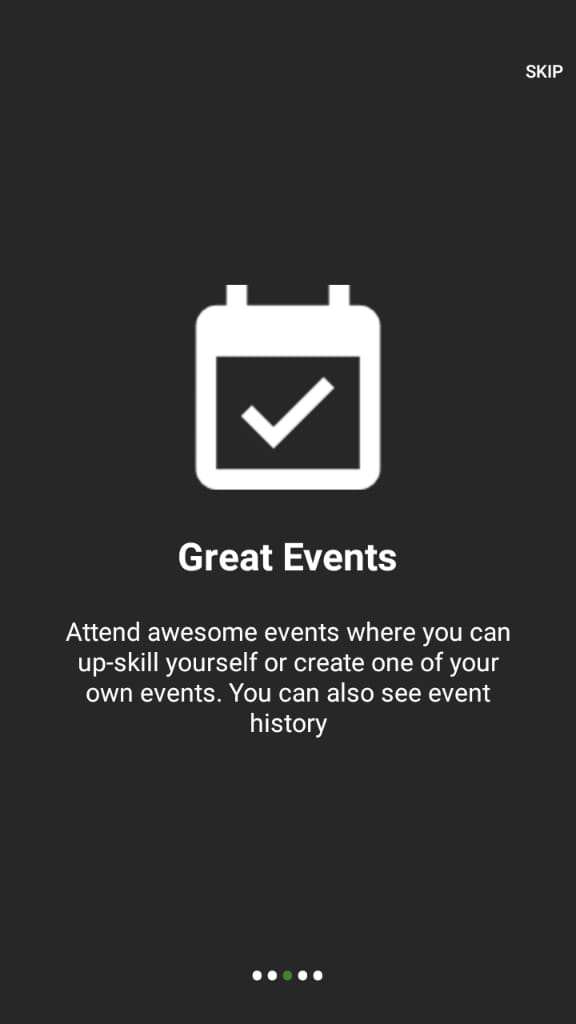 SKIP
Great Events
Attend awesome events where you can
up-skill yourself or create one of your
own events. You can also see event
history